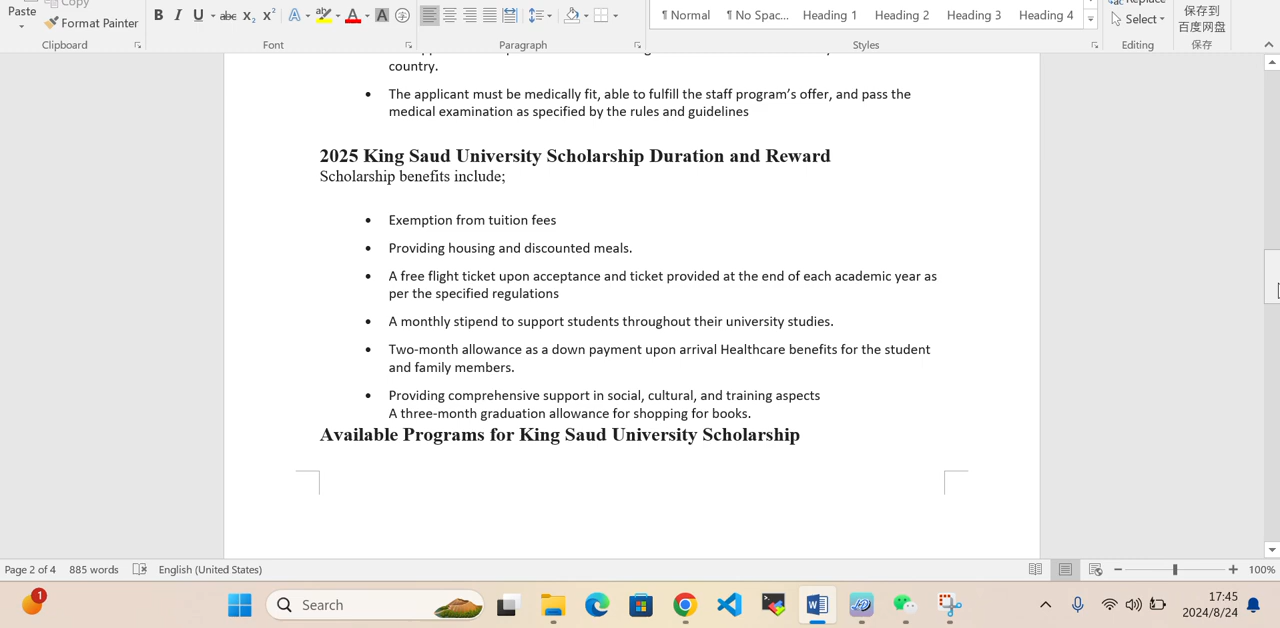 Paste
Copy
Format Painter
Clipboard
Font
Paragraph
¶ Normal
¶ No Spac...
Heading 1
Heading 2
Heading 3
Heading 4
Styles
Replace
Select
Editing
保存到
百度网盘
保存
country.
• The applicant must be medically fit, able to fulfill the staff program’s offer, and pass the
medical examination as specified by the rules and guidelines
2025 King Saud University Scholarship Duration and Reward
Scholarship benefits include;
• Exemption from tuition fees
• Providing housing and discounted meals.
• A free flight ticket upon acceptance and ticket provided at the end of each academic year as
per the specified regulations
• A monthly stipend to support students throughout their university studies.
• Two-month allowance as a down payment upon arrival Healthcare benefits for the student
and family members.
• Providing comprehensive support in social, cultural, and training aspects
A three-month graduation allowance for shopping for books.
Available Programs for King Saud University Scholarship
Page 2 of 4
885 words
English (United States)
100%
1
Search
17:45
2024/8/24